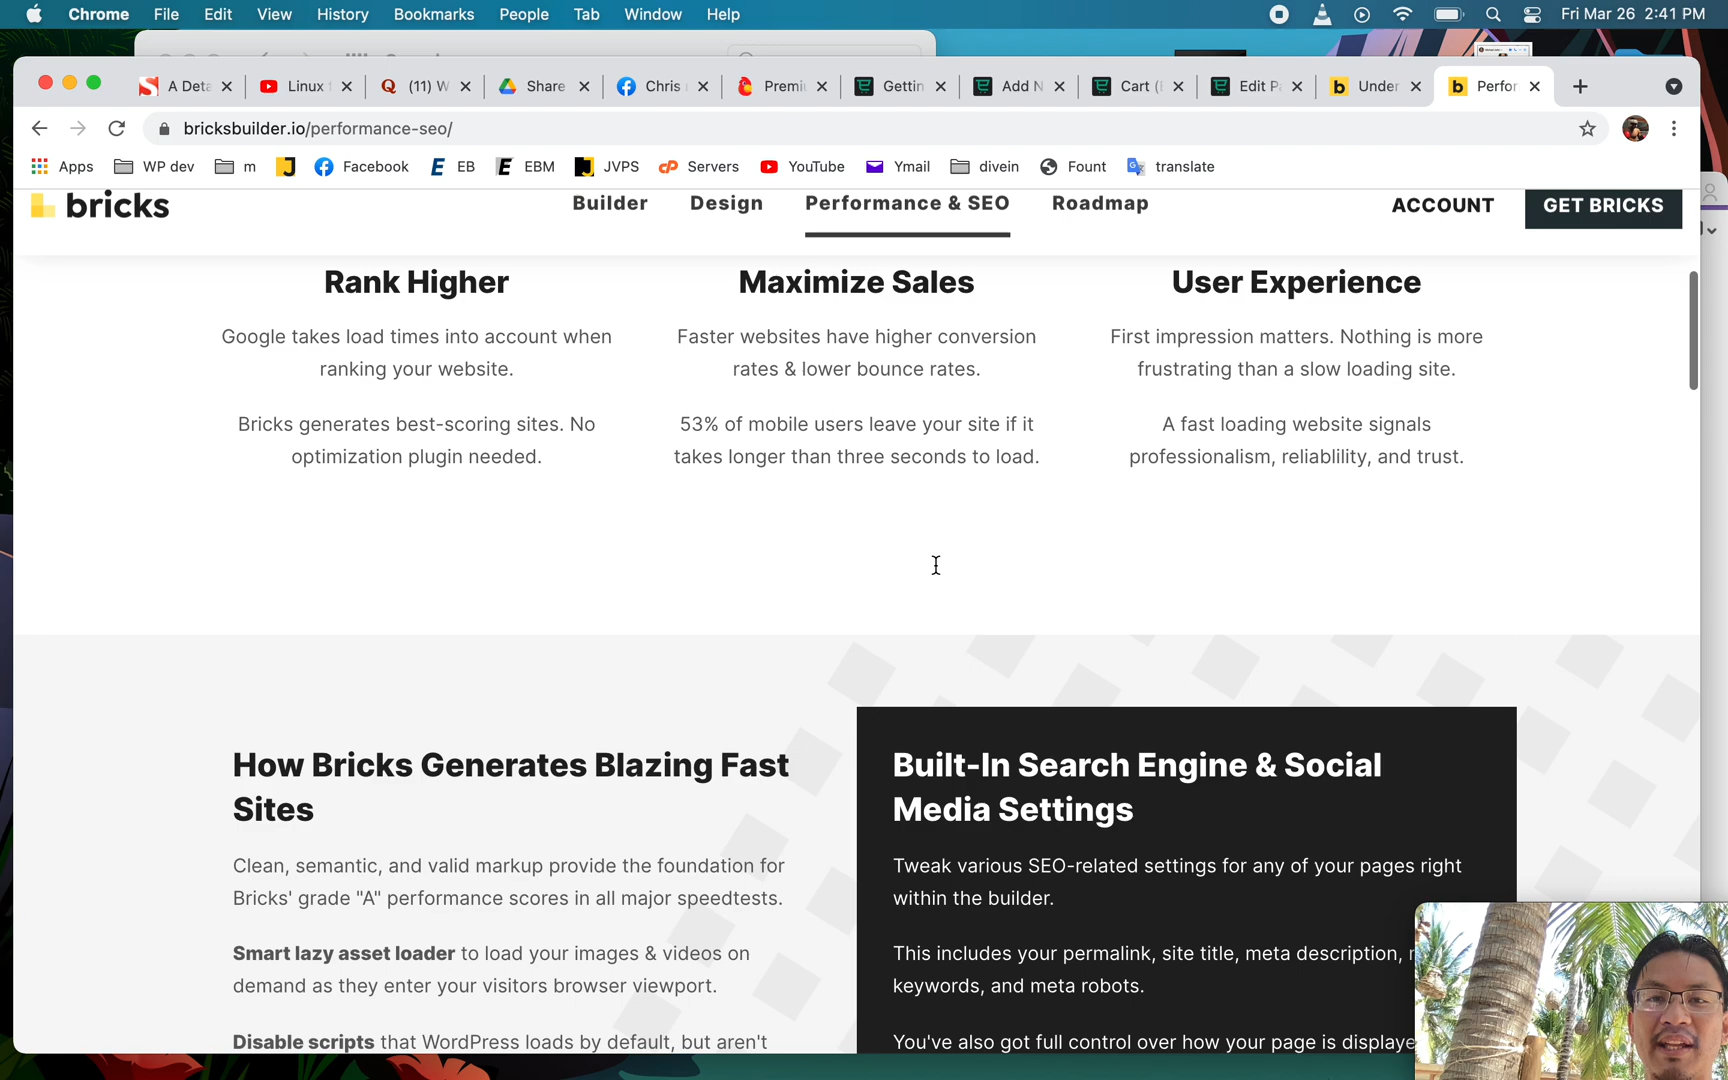 Chrome File Edit View History Bookmarks People Tab Window Help Fri Mar 26 2:41 PM
A Deta Linux (11) W Share Chris Premi Gettin Add N Cart ( Edit P Under Perfor
bricksbuilder.io/performance-seo/
Apps WP dev m Facebook EB EBM JVPS Servers YouTube Ymail divein Fount translate
bricks Builder Design Performance & SEO Roadmap ACCOUNT GET BRICKS
Rank Higher
Google takes load times into account when
ranking your website.
Bricks generates best-scoring sites. No
optimization plugin needed.
Maximize Sales
Faster websites have higher conversion
rates & lower bounce rates.
53% of mobile users leave your site if it
takes longer than three seconds to load.
User Experience
First impression matters. Nothing is more
frustrating than a slow loading site.
A fast loading website signals
professionalism, reliablility, and trust.
How Bricks Generates Blazing Fast
Sites
Clean, semantic, and valid markup provide the foundation for
Bricks' grade "A" performance scores in all major speedtests.
Smart lazy asset loader to load your images & videos on
demand as they enter your visitors browser viewport.
Disable scripts that WordPress loads by default, but aren't
Built-In Search Engine & Social
Media Settings
Tweak various SEO-related settings for any of your pages right
within the builder.
This includes your permalink, site title, meta description,
keywords, and meta robots.
You've also got full control over how your page is displaye